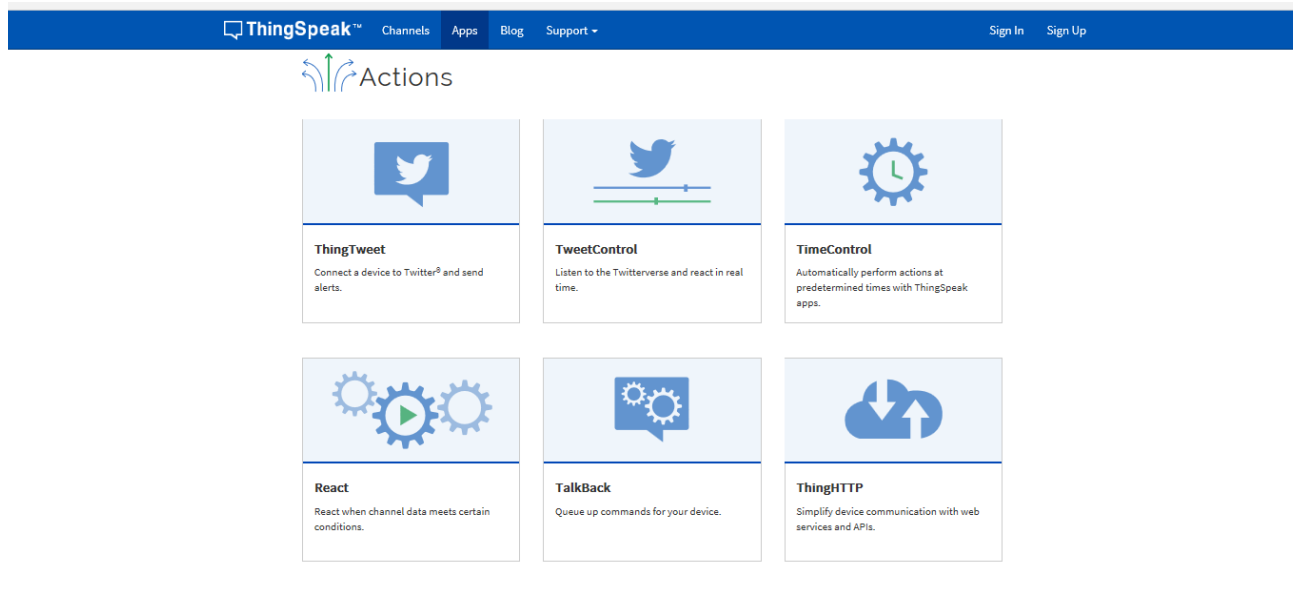 ThingSpeak™ Channels Apps Blog Support Sign In Sign Up
Actions
ThingTweet
Connect a device to Twitter® and send
alerts.
TweetControl
Listen to the Twitterverse and react in real
time.
TimeControl
Automatically perform actions at
predetermined times with ThingSpeak
apps.
React
React when channel data meets certain
conditions.
TalkBack
Queue up commands for your device.
ThingHTTP
Simplify device communication with web
services and APIs.